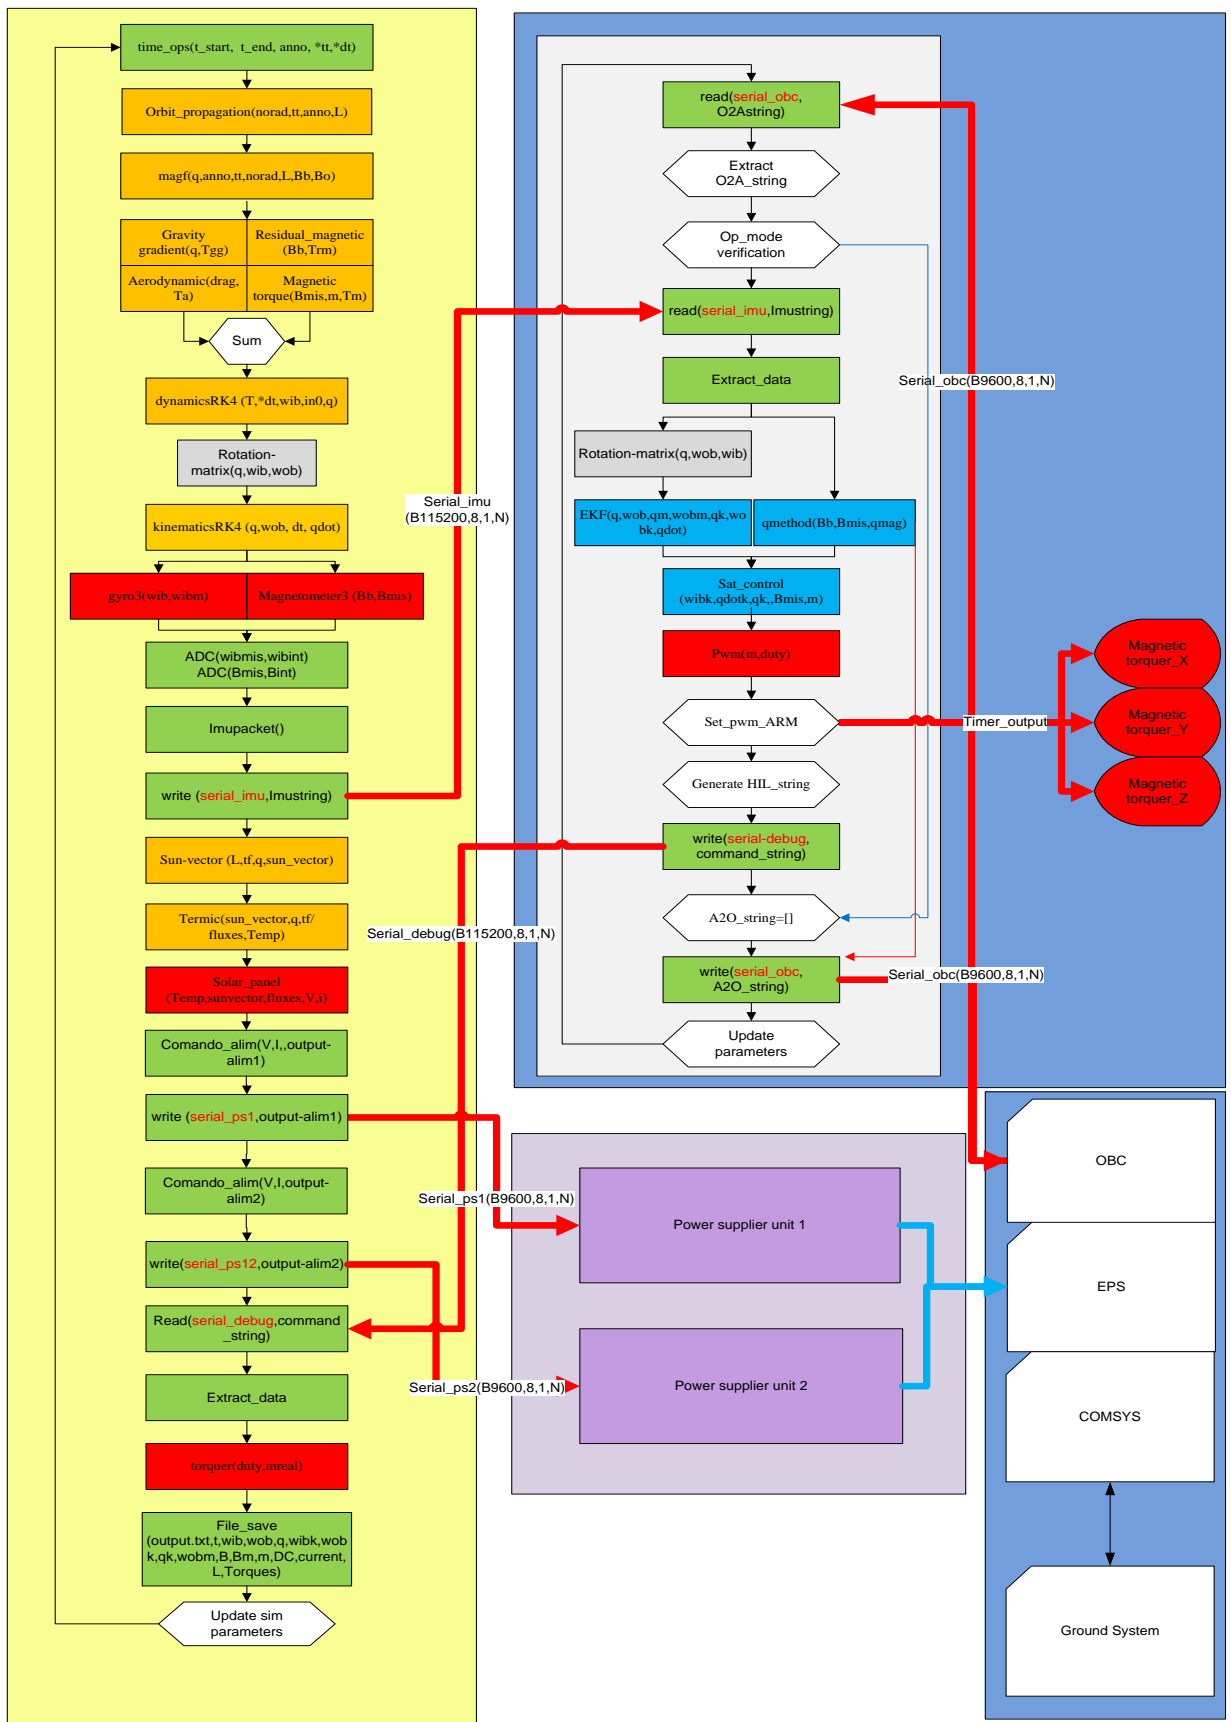 time_ops(t_start, t_end, anno, *tt,*dt)
Orbit_propagation(norad,tt,anno,L)
magf(q,anno,tt,norad,L,Bb,Bo)
Gravity
gradient(q,Tgg)
Residual_magnetic
(Bb,Trm)
Aerodynamic(drag,
Ta)
Magnetic
torque(Bmis,m,Tm)
Sum
dynamicsRK4 (T,*dt,wib,in0,q)
Rotation-
matrix(q,wib,wob)
kinematicsRK4 (q,wob, dt, qdot)
gyro3(wib,wibm)
Magnetometer3 (Bb,Bmis)
ADC(wibmis,wibint)
ADC(Bmis,Bint)
Imupacket()
write (serial_imu,Imustring)
Sun-vector (L,tf,q,sun_vector)
Termic(sun_vector,q,tf/
fluxes,Temp)
Solar_panel
(Temp,sunvector,fluxes,V,i)
Comando_alim(V,I,,output-
alim1)
write (serial_ps1,output-alim1)
Comando_alim(V,I,output-
alim2)
write(serial_ps12,output-alim2)
Read(serial_debug,command
_string)
Extract_data
torquer(duty,mreal)
File_save
(output.txt,t,wib,wob,q,wibk,wob
k,qk,wobm,B,Bm,m,DC,current,
L,Torques)
Update sim
parameters
Serial_imu
(B115200,8,1,N)
Serial_debug(B115200,8,1,N)
Serial_ps1(B9600,8,1,N)
Serial_ps2(B9600,8,1,N)
read(serial_obc,
O2Astring)
Extract
O2A_string
Op_mode
verification
read(serial_imu,Imustring)
Extract_data
Rotation-matrix(q,wob,wib)
EKF(q,wob,qm,wobm,qk,wo
bk,qdot)
qmethod(Bb,Bmis,qmag)
Sat_control
(wibk,qdotk,qk,,Bmis,m)
Pwm(m,duty)
Set_pwm_ARM
Generate HIL_string
write(serial-debug,
command_string)
A2O_string=[]
write(serial_obc,
A2O_string)
Update
parameters
Serial_obc(B9600,8,1,N)
Timer_output
Serial_obc(B9600,8,1,N)
Magnetic
torquer_X
Magnetic
torquer_Y
Magnetic
torquer_Z
Power supplier unit 1
Power supplier unit 2
OBC
EPS
COMSYS
Ground System